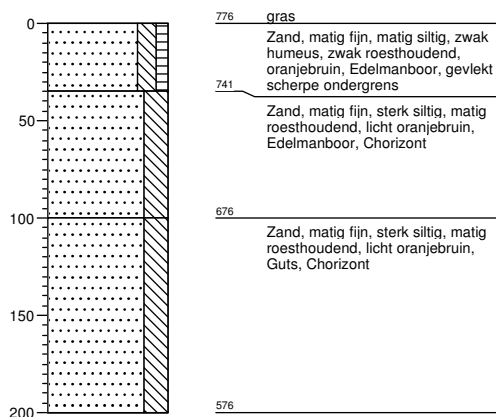 0
776 gras
Zand, matig fijn, matig siltig, zwak
humeus, zwak roesthoudend,
oranjebruin, Edelmanboor, gevlekt
scherpe ondergrens
741
Zand, matig fijn, sterk siltig, matig
roesthoudend, licht oranjebruin,
Edelmanboor, Chorizont
50
100
676
Zand, matig fijn, sterk siltig, matig
roesthoudend, licht oranjebruin,
Guts, Chorizont
150
200
576